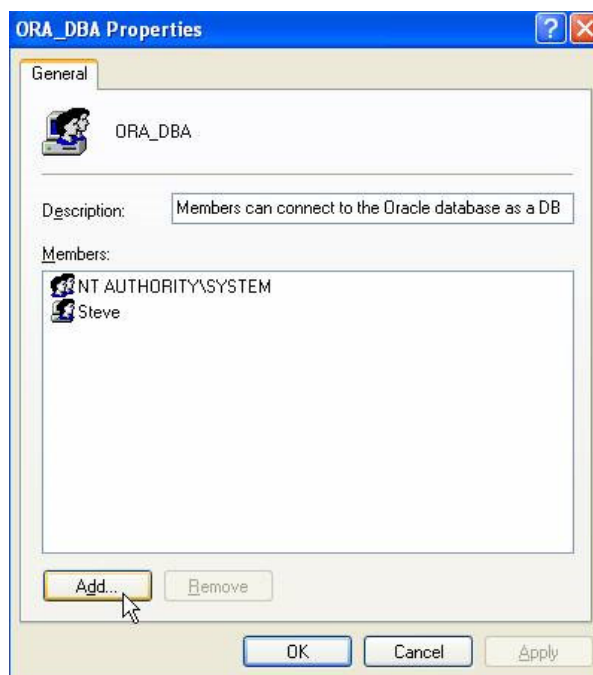 ORA_DBA Properties
General
ORA_DBA
Description: Members can connect to the Oracle database as a DB
Members:
NT AUTHORITY\SYSTEM
Steve
Add... Remove
OK Cancel Apply